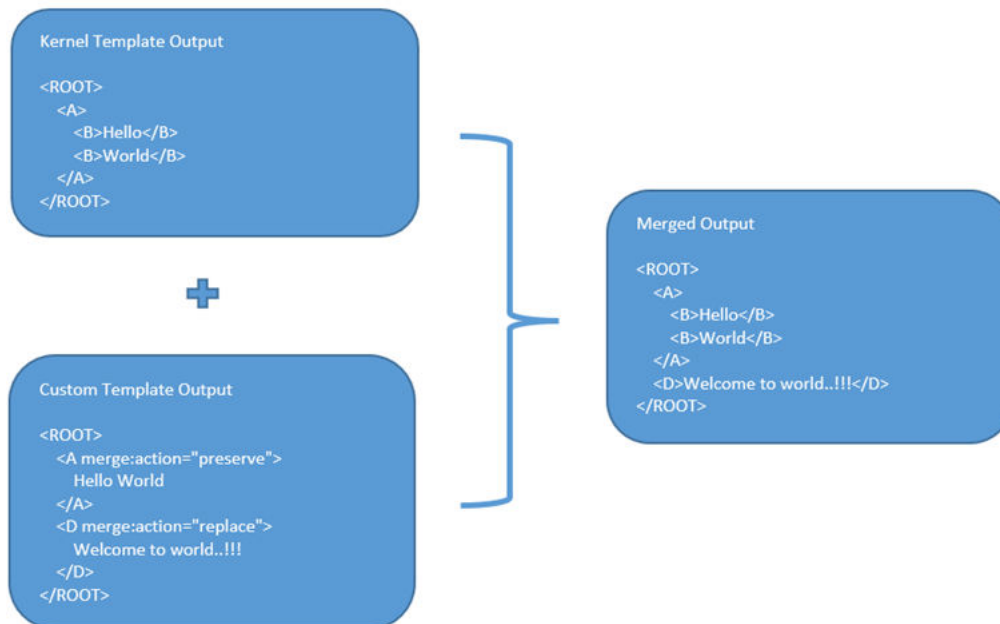 Kernel Template Output
<ROOT>
<A>
<B>Hello</B>
<B>World</B>
</A>
</ROOT>
Custom Template Output
<ROOT>
<A merge:action="preserve">
Hello World
</A>
<D merge:action="replace">
Welcome to world..!!!
</D>
</ROOT>
Merged Output
<ROOT>
<A>
<B>Hello</B>
<B>World</B>
</A>
<D>Welcome to world..!!!</D>
</ROOT>